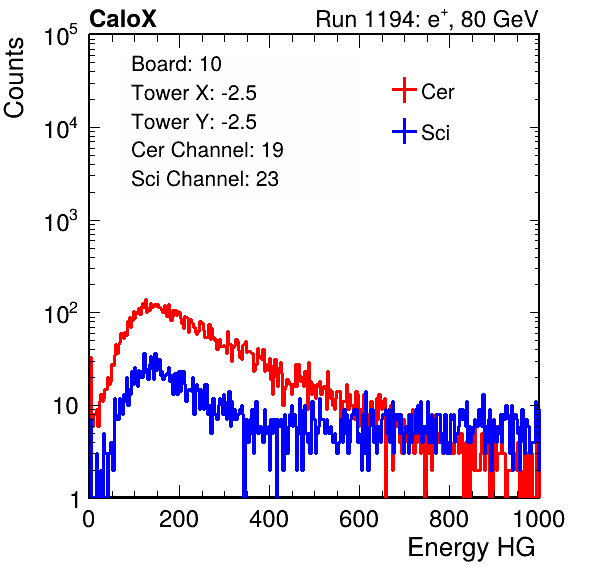 CaloX Run 1194: e⁺, 80 GeV
Counts
Board: 10
Tower X: -2.5
Tower Y: -2.5
Cer Channel: 19
Sci Channel: 23
Cer
Sci
10⁵
10⁴
10³
10²
10
1
0 200 400 600 800 1000
Energy HG